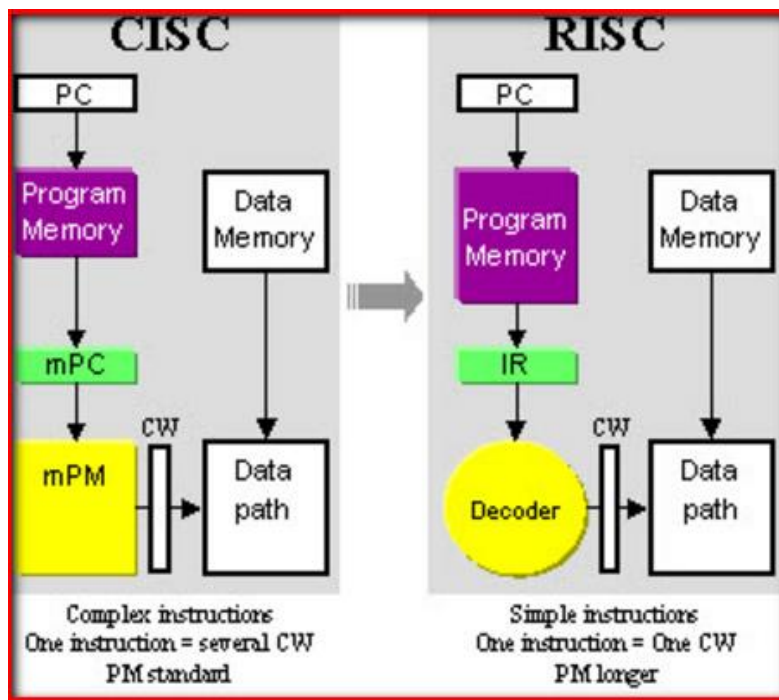 CISC
PC
Program
Memory
Data
Memory
mPC
CW
mPM
Data
path
Complex instructions
One instruction = several CW
PM standard
RISC
PC
Program
Memory
Data
Memory
IR
CW
Decoder
Data
path
Simple instructions
One instruction = One CW
PM longer